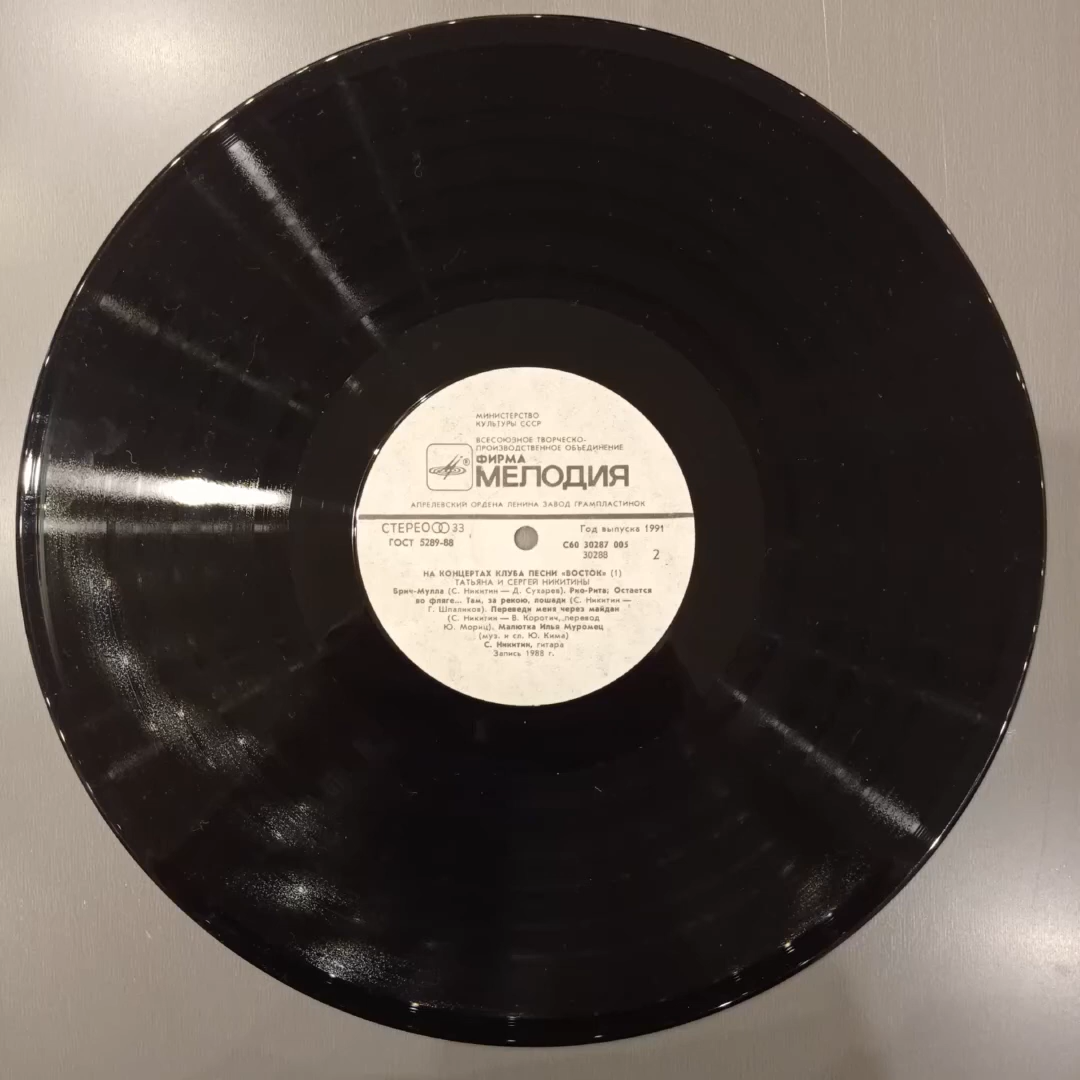 МИНИСТЕРСТВО
КУЛЬТУРЫ СССР
ВСЕСОЮЗНОЕ ТВОРЧЕСКО-
ПРОИЗВОДСТВЕННОЕ ОБЪЕДИНЕНИЕ
ФИРМА
МЕЛОДИЯ
АПРЕЛЕВСКИЙ ОРДЕНА ЛЕНИНА ЗАВОД ГРАМПЛАСТИНОК
СТЕРЕО 33
Год выпуска 1991
ГОСТ 5289-88
С60 30287 005
30288
2
НА КОНЦЕРТАХ КЛУБА ПЕСНИ «ВОСТОК» (1)
ТАТЬЯНА И СЕРГЕЙ НИКИТИНЫ
Брич-Мулла (С. Никитин — Д. Сухарев). Рио-Рита; Остается
во фляге... Там, за рекою, лошади (С. Никитин —
Г. Шпаликов). Переведи меня через майдан
(С. Никитин — В. Коротич, перевод
Ю. Мориц). Малютка Илья Муромец
(муз. и сл. Ю. Кима)
С. Никитин, гитара
Запись 1988 г.